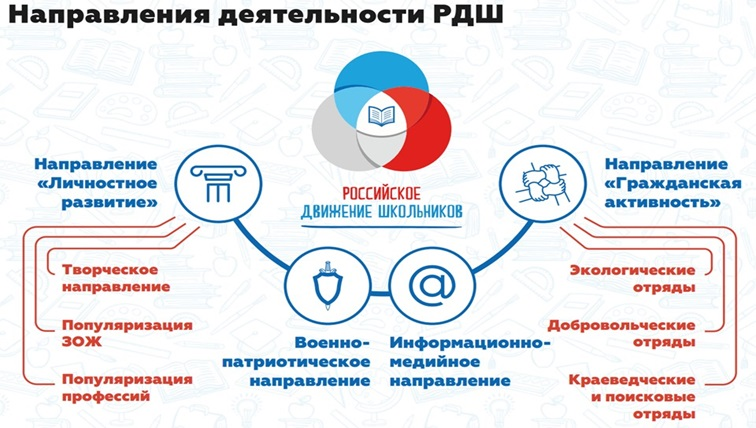 Направления деятельности РДШ
РОССИЙСКОЕ
ДВИЖЕНИЕ ШКОЛЬНИКОВ
Направление
«Личностное
развитие»
Творческое
направление
Популяризация
ЗОЖ
Популяризация
профессий
Военно-
патриотическое
направление
@
Информационно-
медийное
направление
Направление
«Гражданская
активность»
Экологические
отряды
Добровольческие
отряды
Краеведческие
и поисковые
отряды